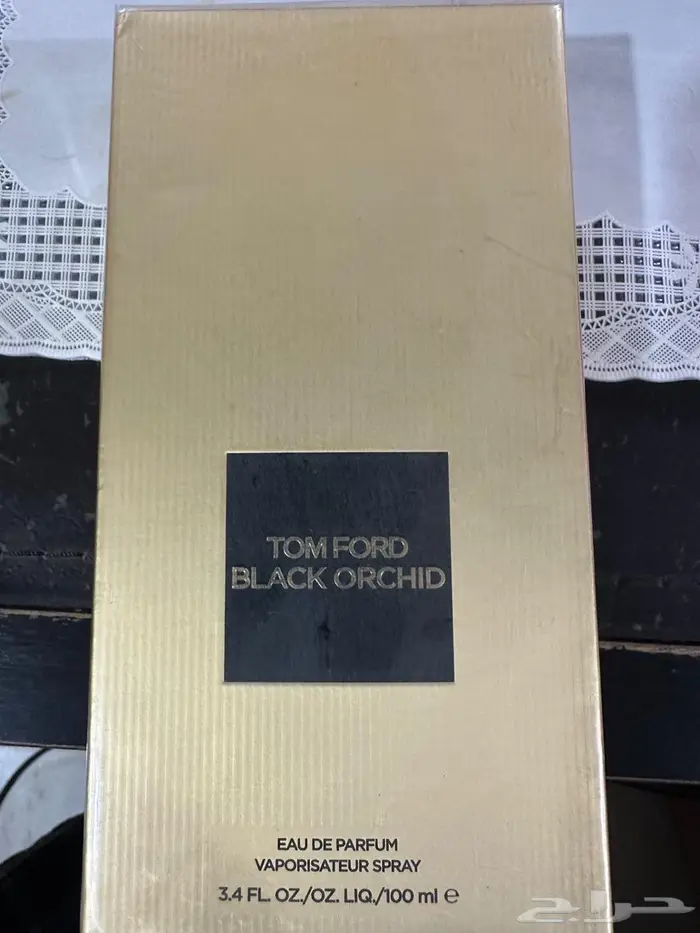 TOM FORD
BLACK ORCHID
EAU DE PARFUM
VAPORISATEUR SPRAY
3.4 FL. OZ./OZ. LIQ./100 ml ℮
حراج